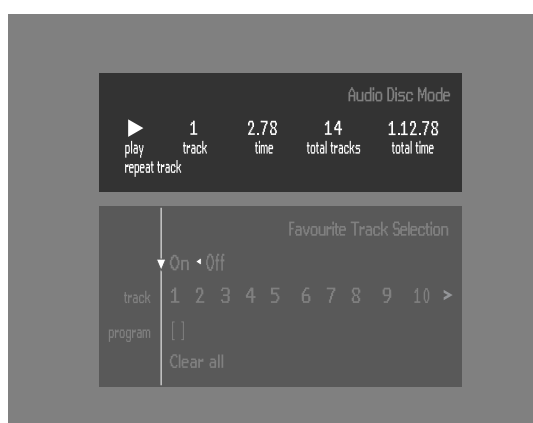 Audio Disc Mode
1 2.78 14 1.12.78
play track time total tracks total time
repeat track
Favourite Track Selection
On Off
track 1 2 3 4 5 6 7 8 9 10 >
program [ ]
Clear all